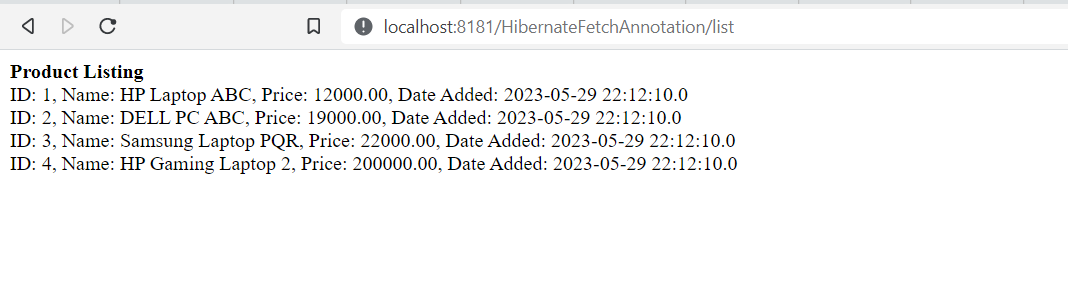 localhost:8181/HibernateFetchAnnotation/list
Product Listing
ID: 1, Name: HP Laptop ABC, Price: 12000.00, Date Added: 2023-05-29 22:12:10.0
ID: 2, Name: DELL PC ABC, Price: 19000.00, Date Added: 2023-05-29 22:12:10.0
ID: 3, Name: Samsung Laptop PQR, Price: 22000.00, Date Added: 2023-05-29 22:12:10.0
ID: 4, Name: HP Gaming Laptop 2, Price: 200000.00, Date Added: 2023-05-29 22:12:10.0